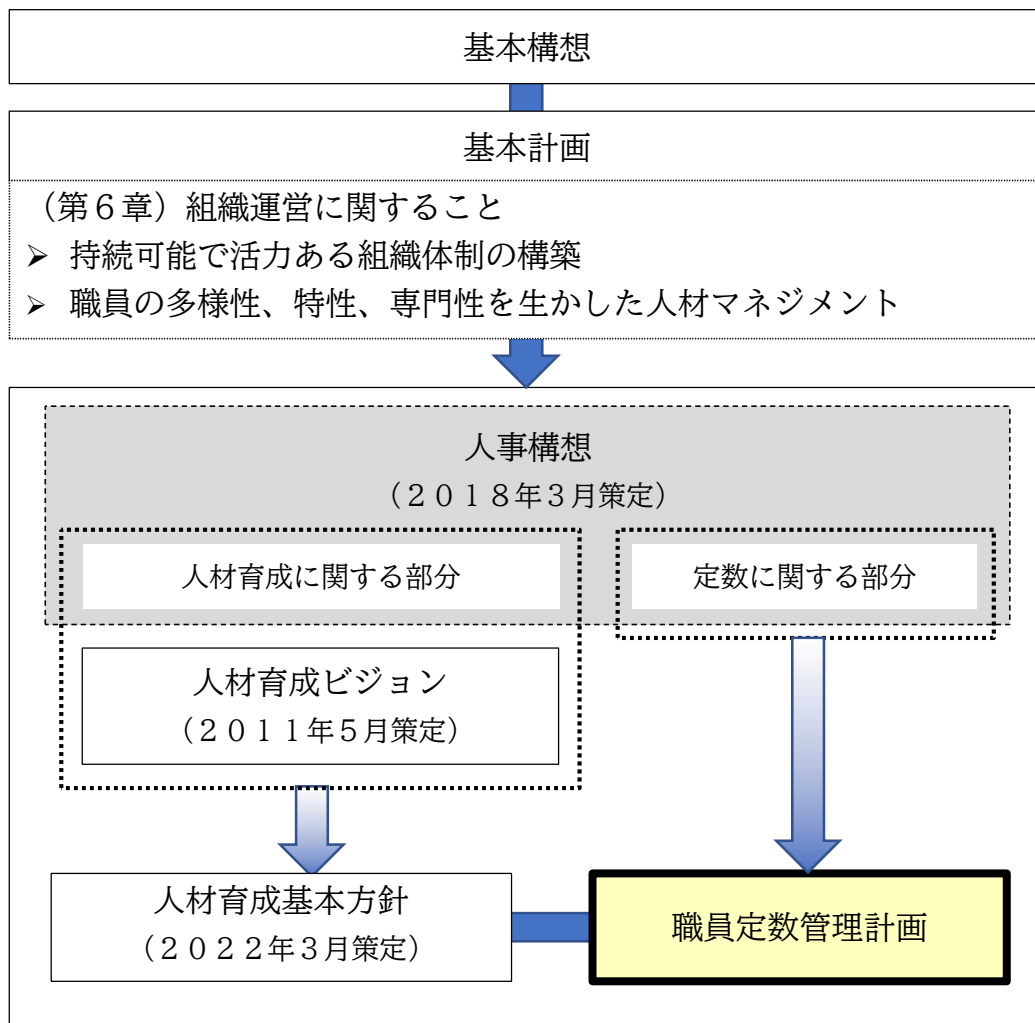 基本構想
基本計画
（第６章）組織運営に関すること
➢ 持続可能で活力ある組織体制の構築
➢ 職員の多様性、特性、専門性を生かした人材マネジメント
人事構想
（２０１８年３月策定）
人材育成に関する部分
定数に関する部分
人材育成ビジョン
（２０１１年５月策定）
人材育成基本方針
（２０２２年３月策定）
職員定数管理計画